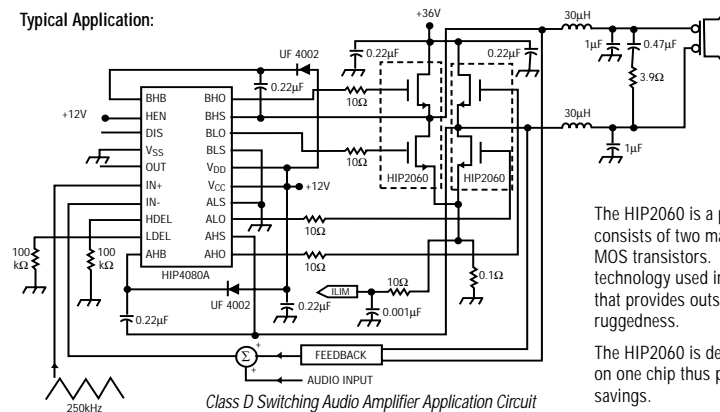 Typical Application:
+36V
30µH
0.22µF
0.22µF
1µF
0.47µF
UF 4002
0.22µF
3.9Ω
+12V
BHB
BHO
10Ω
HEN
BHS
DIS
BLO
30µH
VSS
BLS
10Ω
OUT
VDD
HIP2060
HIP2060
1µF
IN+
VCC
+12V
IN-
ALS
HDEL
ALO
10Ω
LDEL
AHS
100
kΩ
100
kΩ
AHB
AHO
10Ω
HIP4080A
10Ω
0.1Ω
UF 4002
ILIM
0.22µF
0.22µF
0.001µF
Σ
+
+
FEEDBACK
AUDIO INPUT
250kHz
Class D Switching Audio Amplifier Application Circuit
The HIP2060 is a
consists of two
MOS transistors.
technology used
that provides
ruggedness.
The HIP2060 is
on one chip thus
savings.